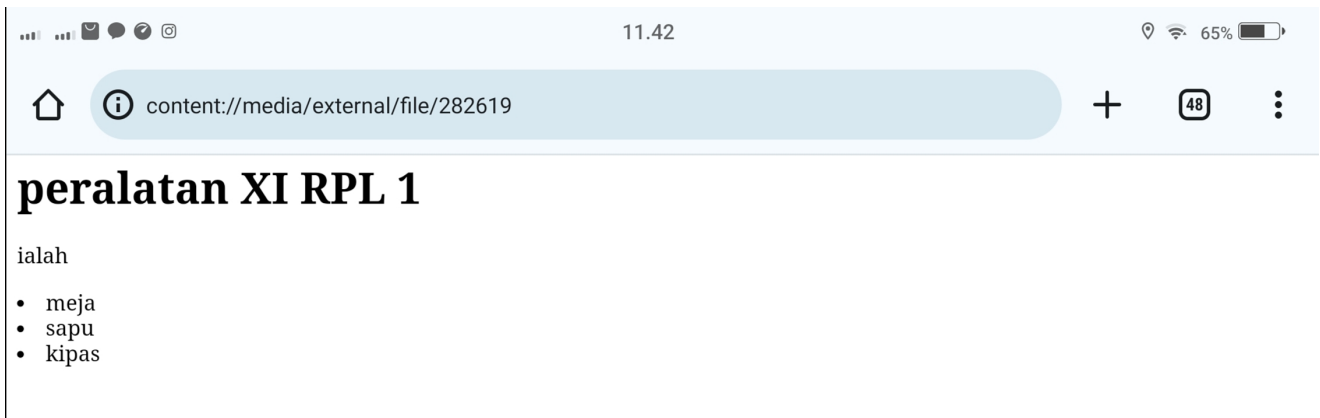 11.42
65%
content://media/external/file/282619
48
peralatan XI RPL 1
ialah
• meja
• sapu
• kipas